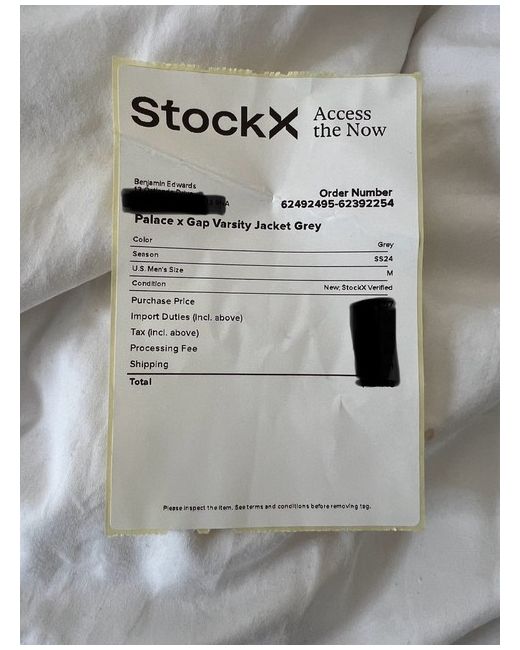 StockX Access
the Now
Benjamin Edwards
Order Number
62492495-62392254
Palace x Gap Varsity Jacket Grey
Color Grey
Season SS24
U.S. Men's Size M
Condition New; StockX Verified
Purchase Price
Import Duties (incl. above)
Tax (incl. above)
Processing Fee
Shipping
Total
Please inspect the item. See terms and conditions before removing tag.